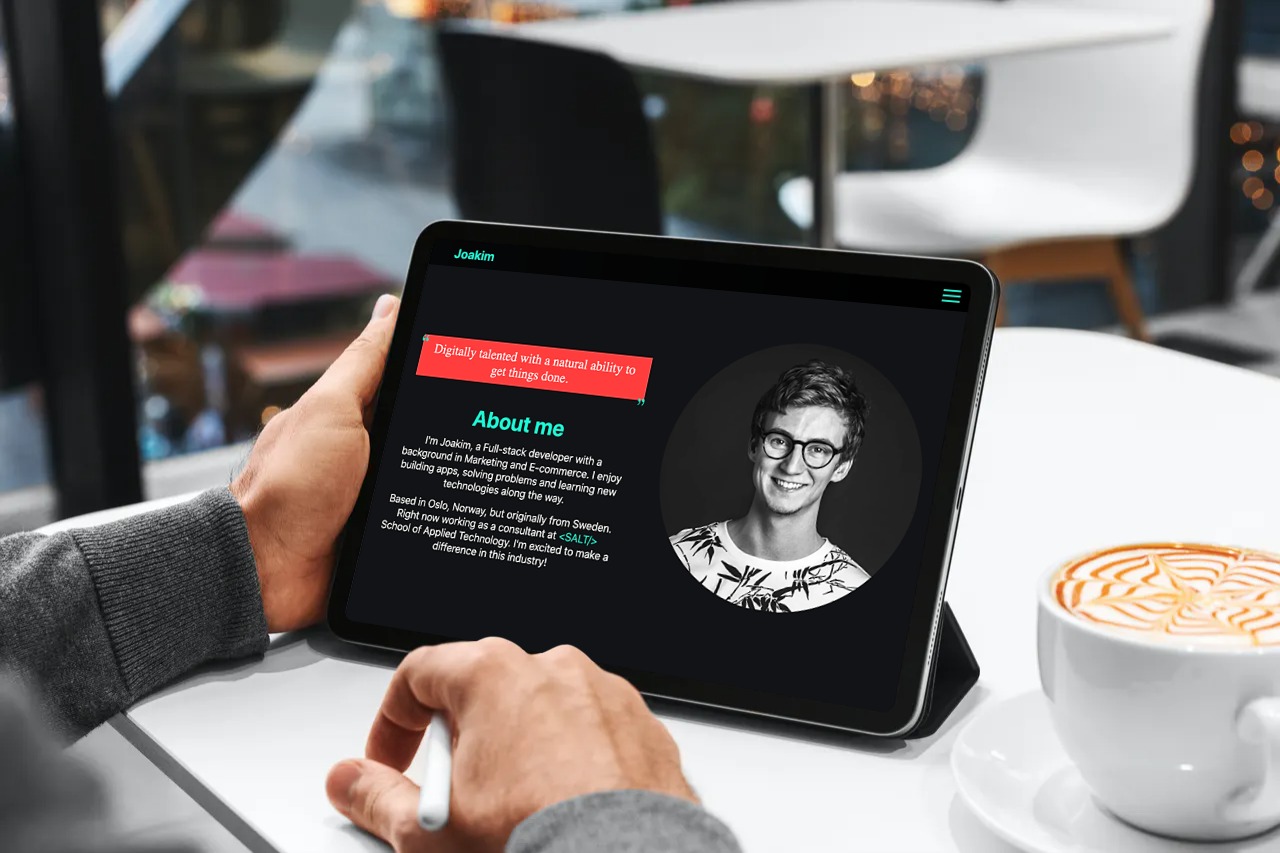 Joakim
“
Digitally talented with a natural ability to
get things done.
”
About me
I'm Joakim, a Full-stack developer with a
background in Marketing and E-commerce. I enjoy
building apps, solving problems and learning new
technologies along the way.
Based in Oslo, Norway, but originally from Sweden.
Right now working as a consultant at <SALT/>
School of Applied Technology. I'm excited to make a
difference in this industry!